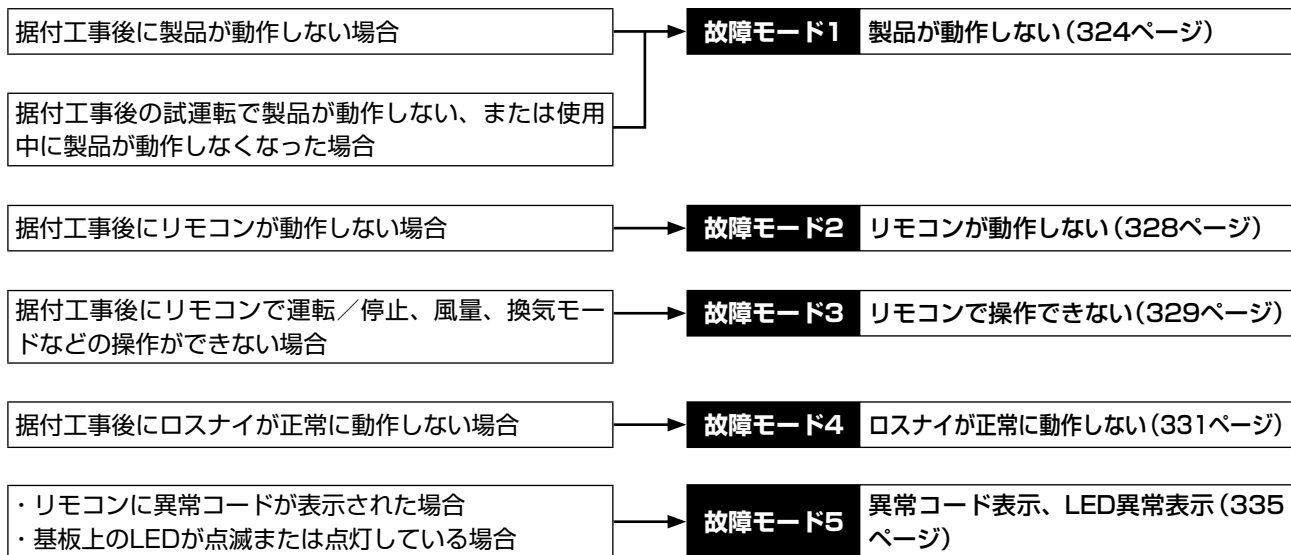 据付工事後に製品が動作しない場合
故障モード1 製品が動作しない(324ページ)
据付工事後の試運転で製品が動作しない、または使用
中に製品が動作しなくなった場合
据付工事後にリモコンが動作しない場合
故障モード2 リモコンが動作しない(328ページ)
据付工事後にリモコンで運転／停止、風量、換気モー
ドなどの操作ができない場合
故障モード3 リモコンで操作できない(329ページ)
据付工事後にロスナイが正常に動作しない場合
故障モード4 ロスナイが正常に動作しない(331ページ)
・リモコンに異常コードが表示された場合
・基板上のLEDが点滅または点灯している場合
故障モード5 異常コード表示、LED異常表示(335
ページ)